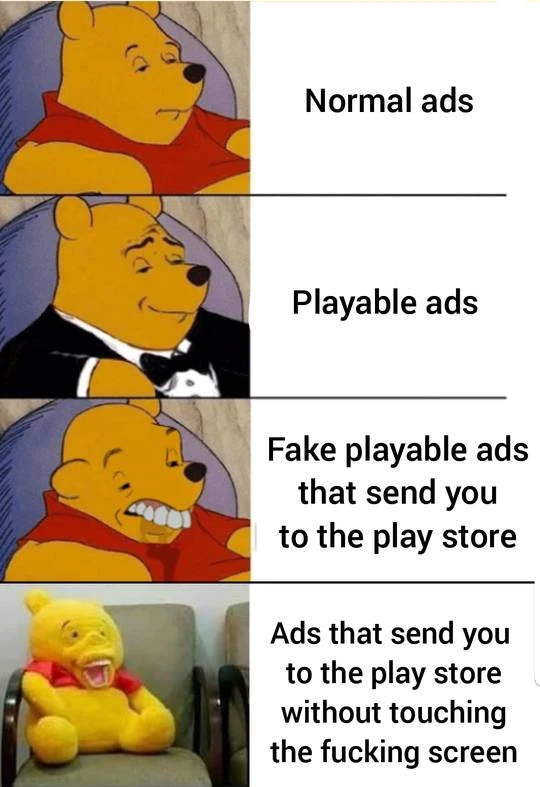 Normal ads
Playable ads
Fake playable ads
that send you
to the play store
Ads that send you
to the play store
without touching
the fucking screen